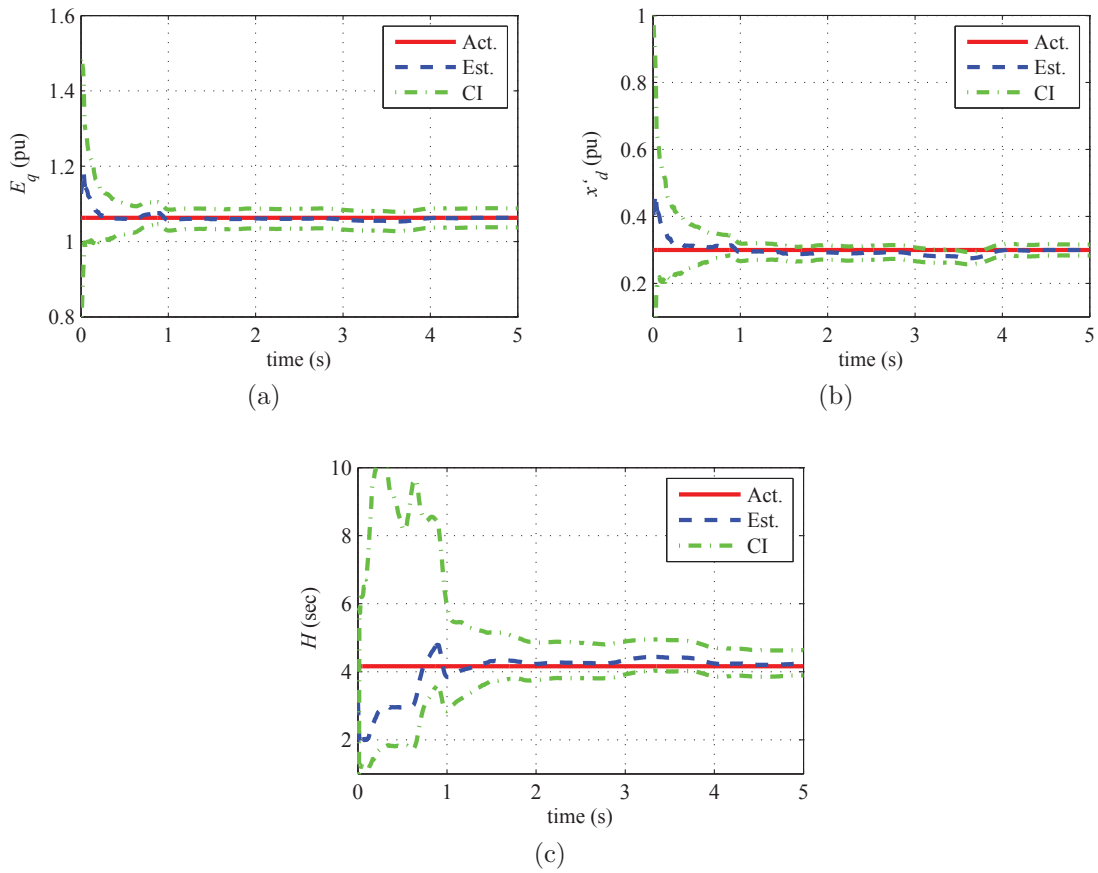 1.6
1.4
1.2
1
0.8
E_q (pu)
0 1 2 3 4 5
time (s)
Act.
Est.
CI
(a)
1
0.8
0.6
0.4
0.2
x‘_d (pu)
0 1 2 3 4 5
time (s)
Act.
Est.
CI
(b)
10
8
6
4
2
H (sec)
0 1 2 3 4 5
time (s)
Act.
Est.
CI
(c)